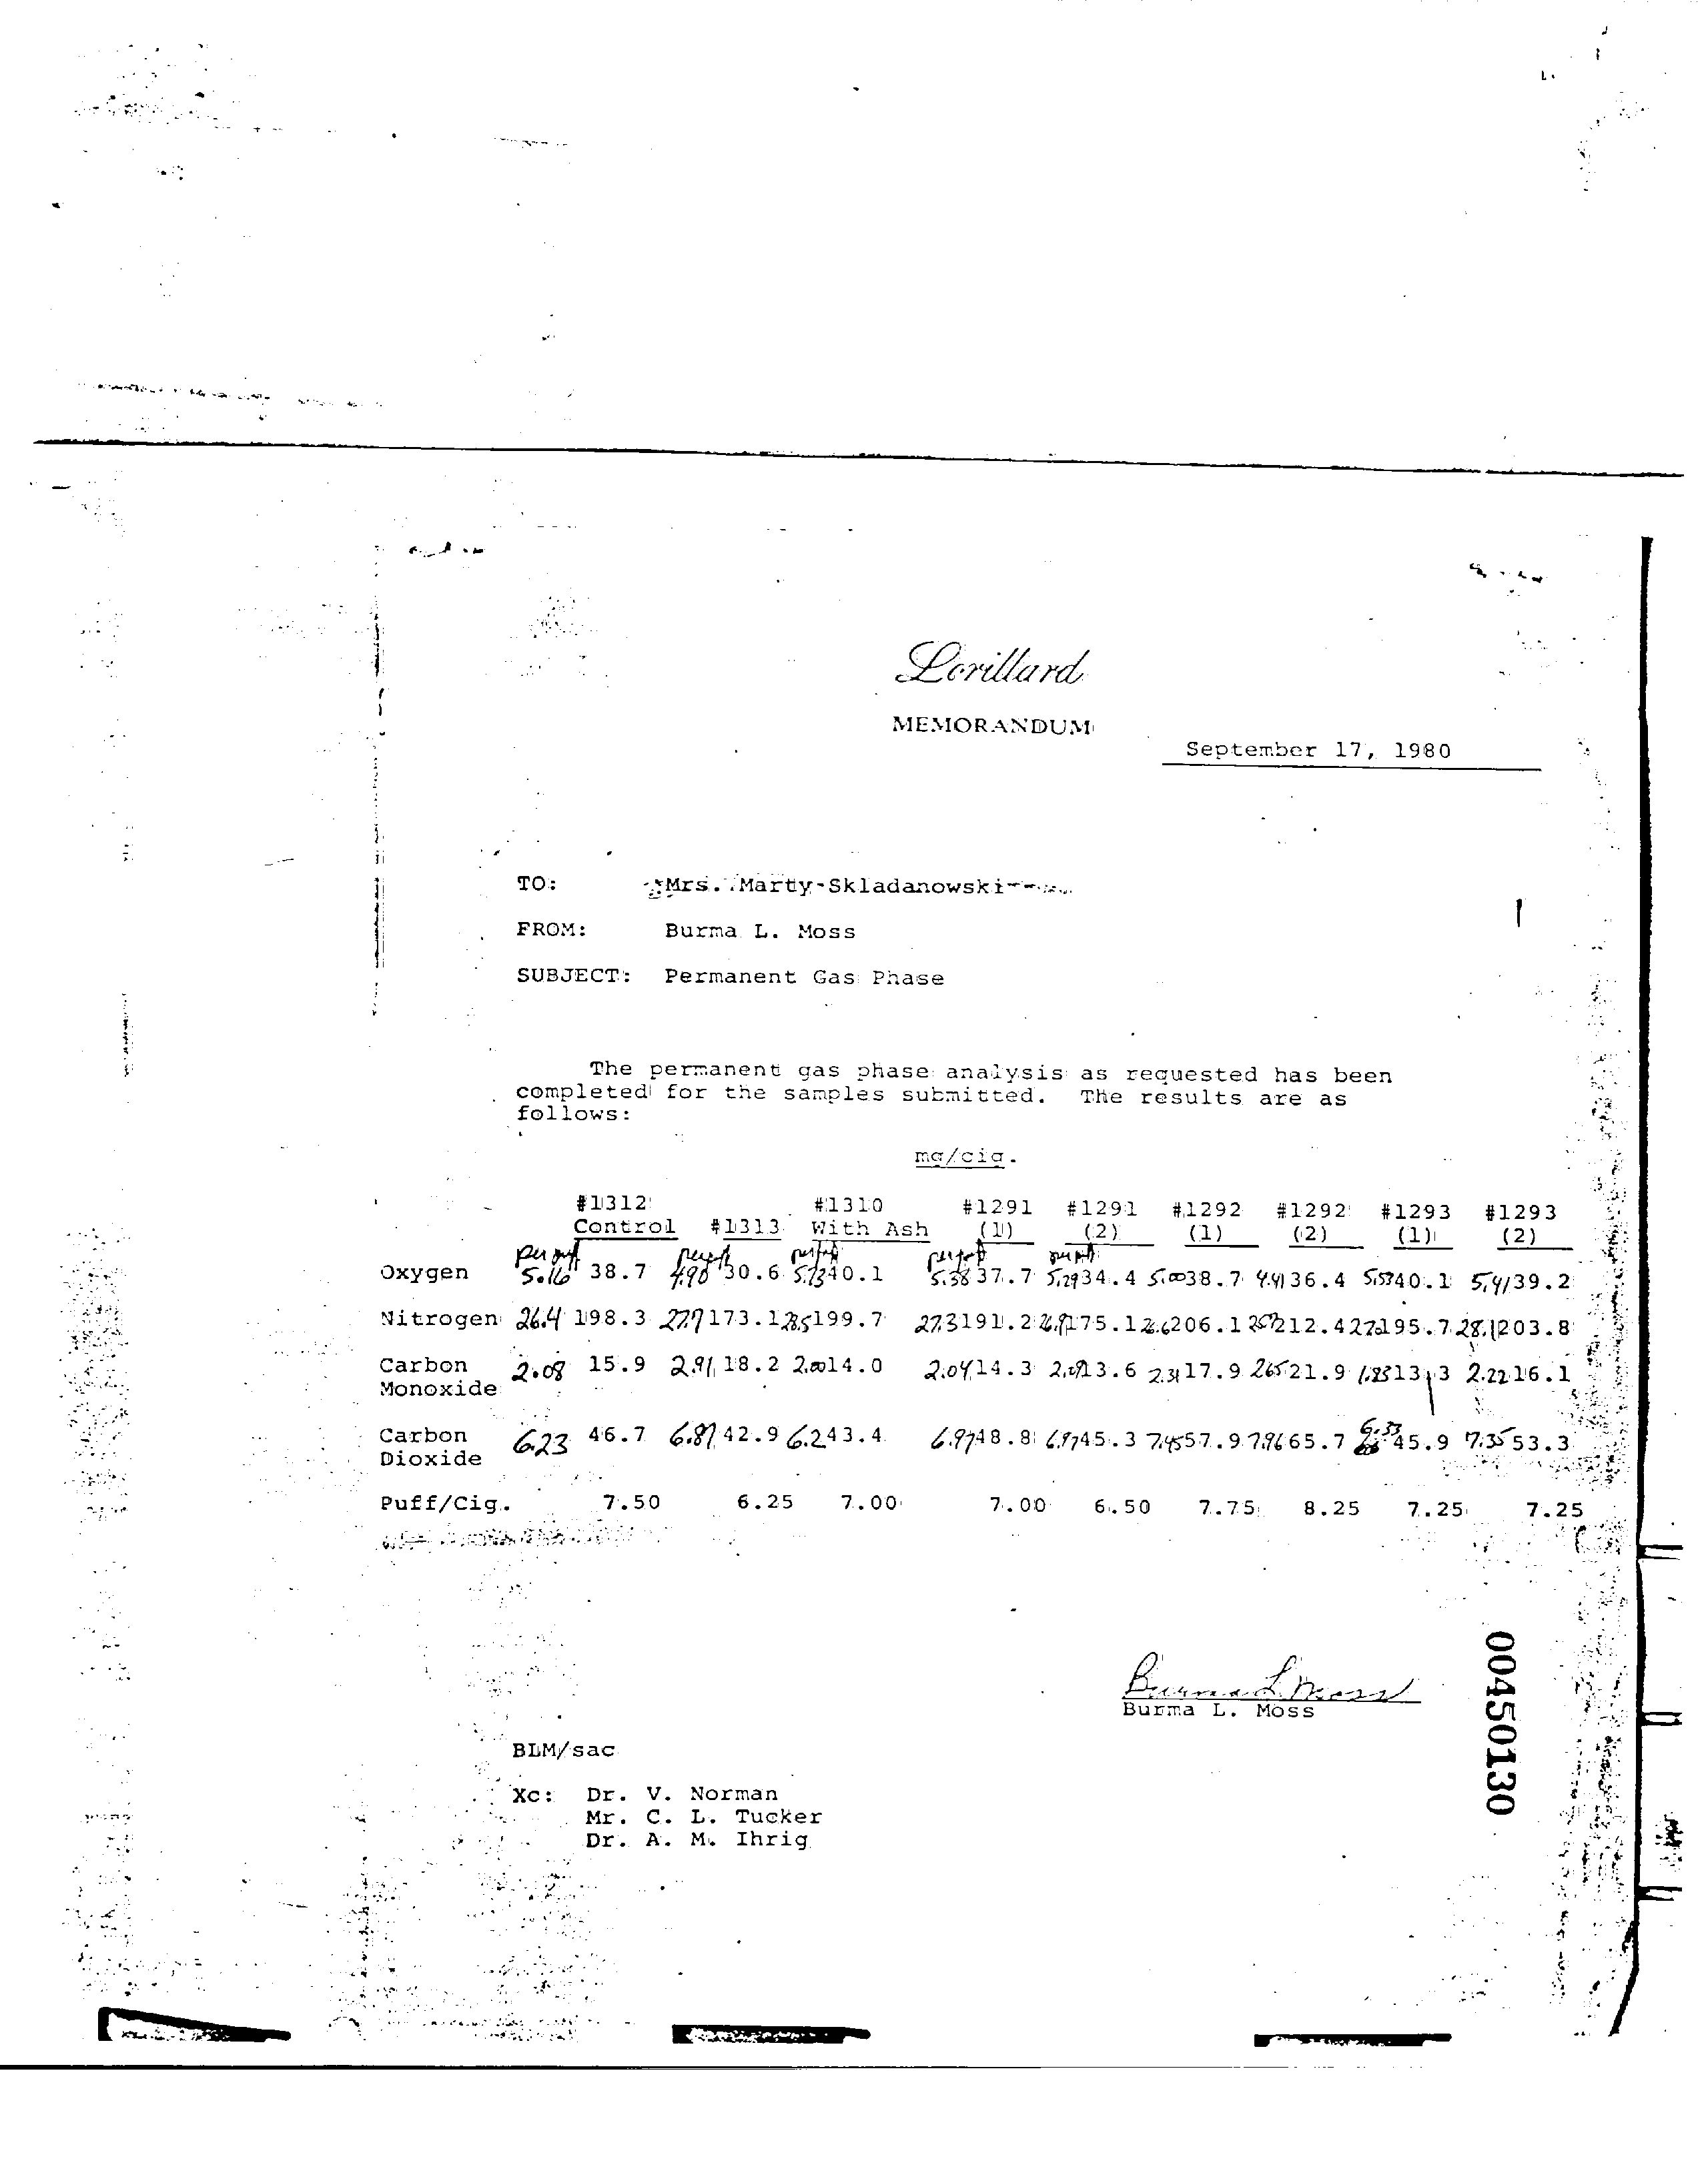 Lorillard
MEMORANDUM
September 17, 1980
TO: Mrs. Marty Skladanowski
FROM: Burma L. Moss
SUBJECT: Permanent Gas Phase
The permanent gas phase analysis as requested has been
completed for the samples submitted. The results are as
follows:
mg/cig.
#1312 #1310 #1291 #1291 #1292 #1292 #1293 #1293
Control #1313 With Ash (1) (2) (1) (2) (1) (2)
per puff per puff per puff per puff per puff
Oxygen 5.16 38.7 4.90 30.6 5.73 40.1 5.38 37.7 5.29 34.4 5.00 38.7 4.41 36.4 5.53 40.1 5.41 39.2
Nitrogen 26.4 198.3 27.7 173.1 28.5 199.7 27.3 191.2 26.9 175.1 26.6 206.1 25.7 212.4 27.0 195.7 28.1 203.8
Carbon 2.08 15.9 2.91 18.2 2.00 14.0 2.04 14.3 2.09 13.6 2.31 17.9 2.65 21.9 1.83 13.3 2.22 16.1
Monoxide
Carbon 6.23 46.7 6.87 42.9 6.2 43.4 6.97 48.8 6.97 45.3 7.45 57.9 7.96 65.7 6.33 45.9 7.35 53.3
Dioxide
Puff/Cig. 7.50 6.25 7.00 7.00 6.50 7.75 8.25 7.25 7.25
Burma L Moss
Burma L. Moss
00450130
BLM/sac
Xc: Dr. V. Norman
Mr. C. L. Tucker
Dr. A. M. Ihrig